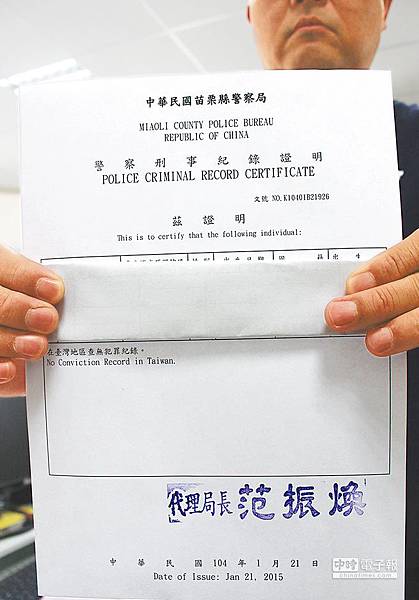 中華民國苗栗縣警察局
MIAOLI COUNTY POLICE BUREAU
REPUBLIC OF CHINA
警察刑事紀錄證明
POLICE CRIMINAL RECORD CERTIFICATE
文號 NO.K10401B21926
茲證明
This is to certify that the following individual:
在臺灣地區查無犯罪紀錄。
No Conviction Record in Taiwan.
代理局長 范振煥
中華民國 104 年 1 月 21 日
Date of Issue: Jan 21, 2015
中時電子報
chinatimes.com